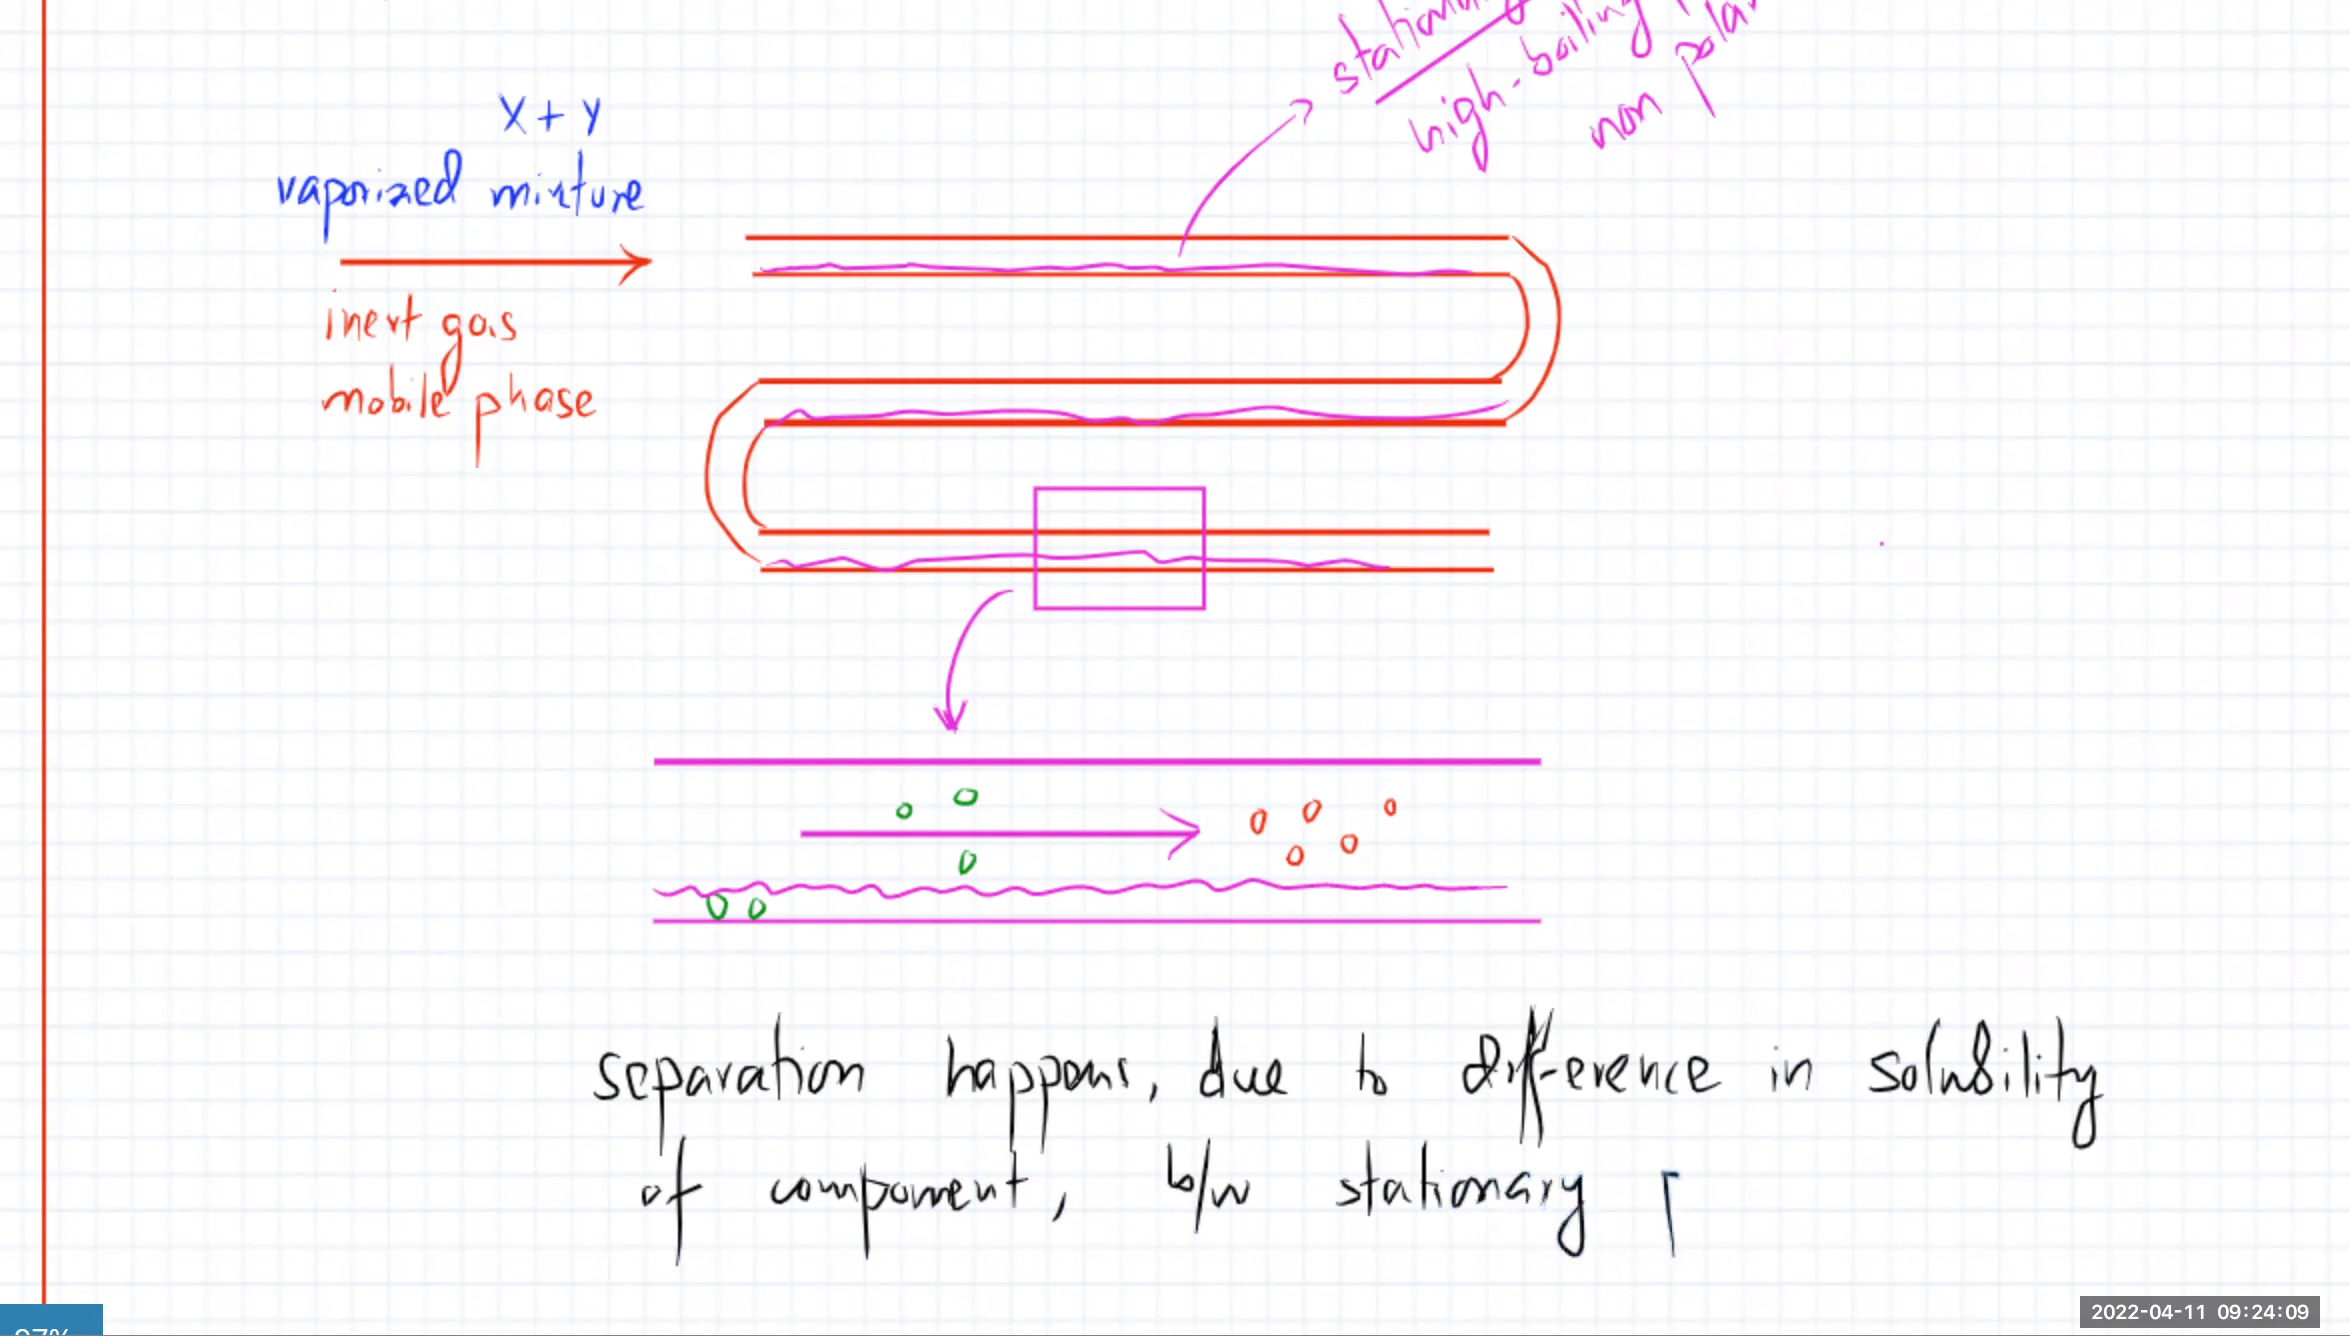 high-boiling
non
X + y
vaporized mixture
inert gas
mobile phase
separation happens, due to difference in solubility
of component, b/w stationary
2022-04-11 09:24:09